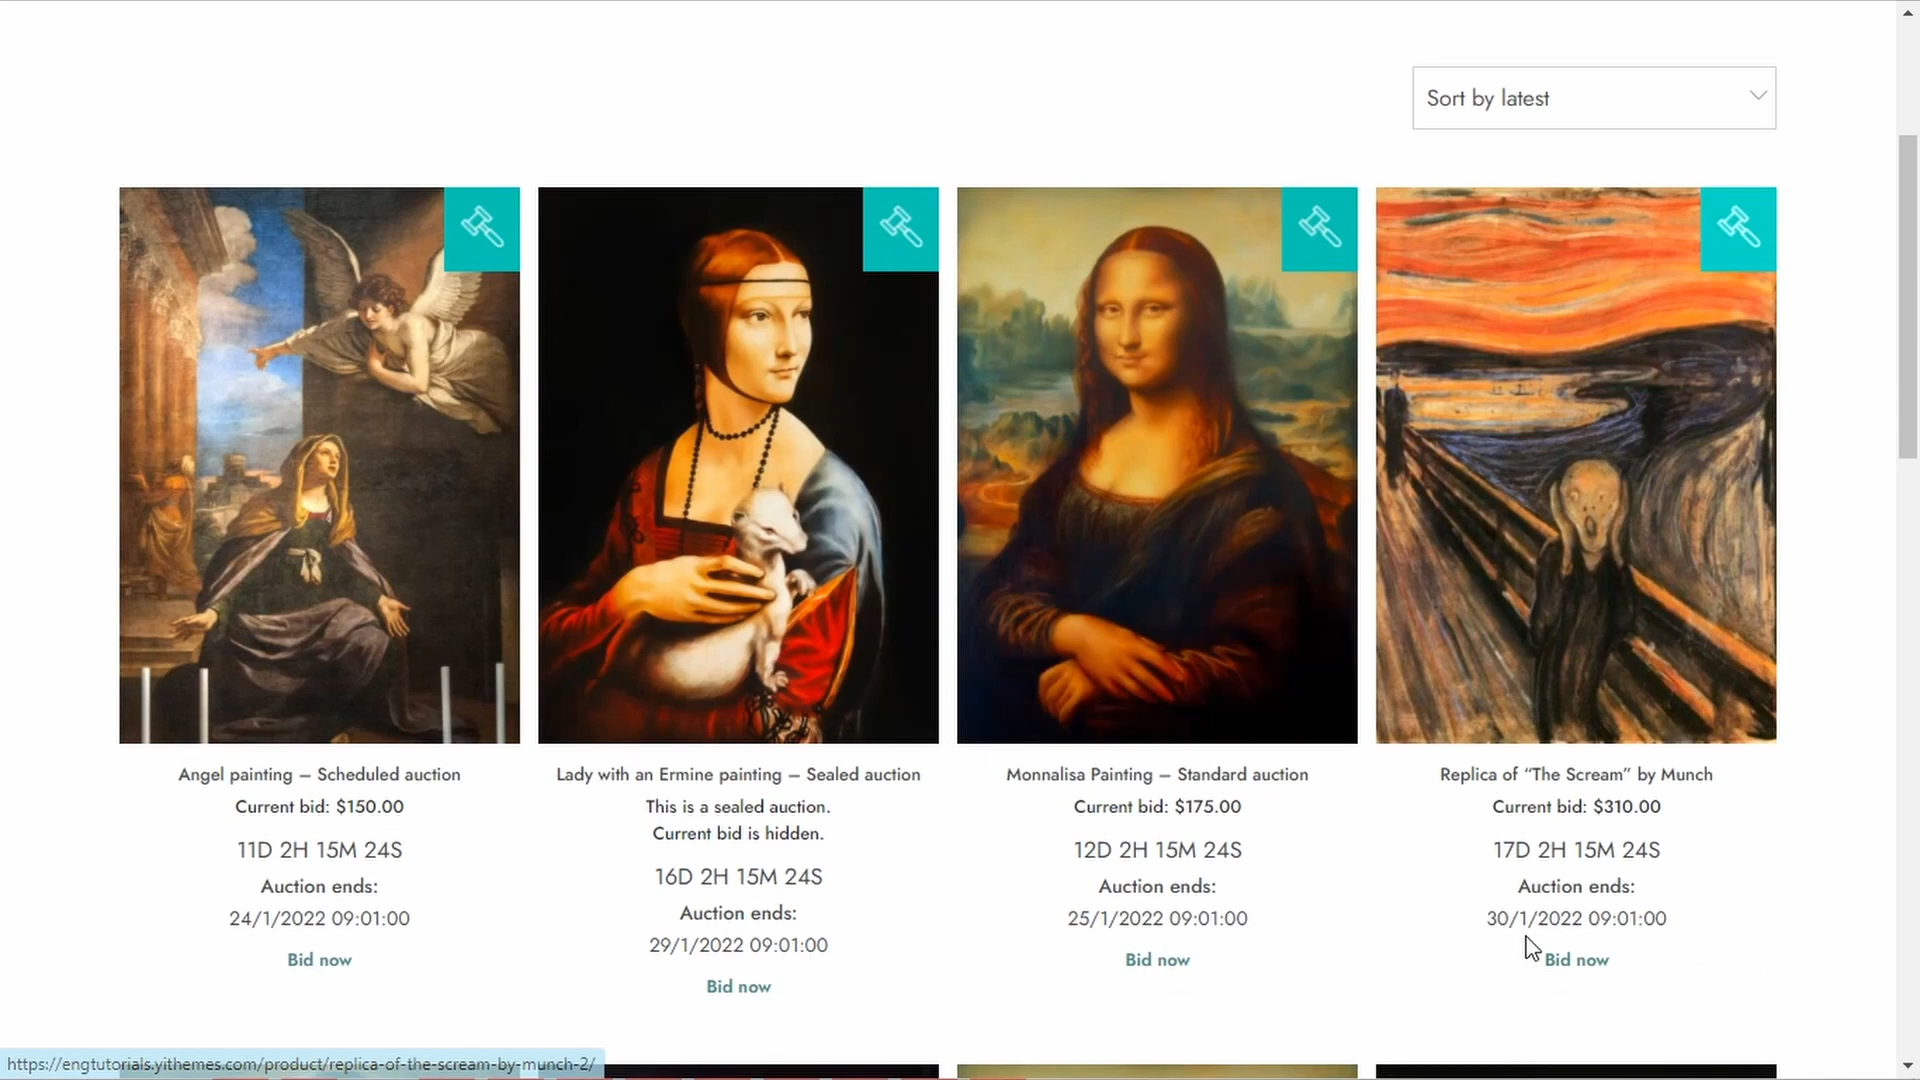 Sort by latest
Angel painting – Scheduled auction
Current bid: $150.00
11D 2H 15M 24S
Auction ends:
24/1/2022 09:01:00
Bid now
Lady with an Ermine painting – Sealed auction
This is a sealed auction.
Current bid is hidden.
16D 2H 15M 24S
Auction ends:
29/1/2022 09:01:00
Bid now
Monnalisa Painting – Standard auction
Current bid: $175.00
12D 2H 15M 24S
Auction ends:
25/1/2022 09:01:00
Bid now
Replica of “The Scream” by Munch
Current bid: $310.00
17D 2H 15M 24S
Auction ends:
30/1/2022 09:01:00
Bid now
https://engtutorials.yithemes.com/product/replica-of-the-scream-by-munch-2/